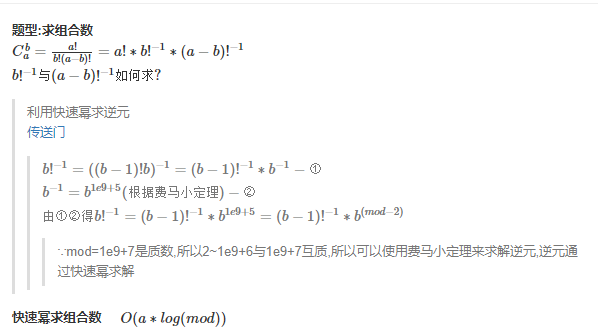 题型:求组合数
$C_a^b = \frac{a!}{b!(a-b)!} = a! * b!^{-1} * (a-b)!^{-1}$
$b!^{-1}$与$(a-b)!^{-1}$如何求?
利用快速幂求逆元
传送门
$b!^{-1} = ((b-1)!b)^{-1} = (b-1)!^{-1} * b^{-1} - ①$
$b^{-1} = b^{1e9+5}$(根据费马小定理)$- ②$
由①②得$b!^{-1} = (b-1)!^{-1} * b^{1e9+5} = (b-1)!^{-1} * b^{(mod-2)}$
∵mod=1e9+7是质数,所以2~1e9+6与1e9+7互质,所以可以使用费马小定理来求解逆元,逆元通
过快速幂求解
快速幂求组合数 $O(a * log(mod))$